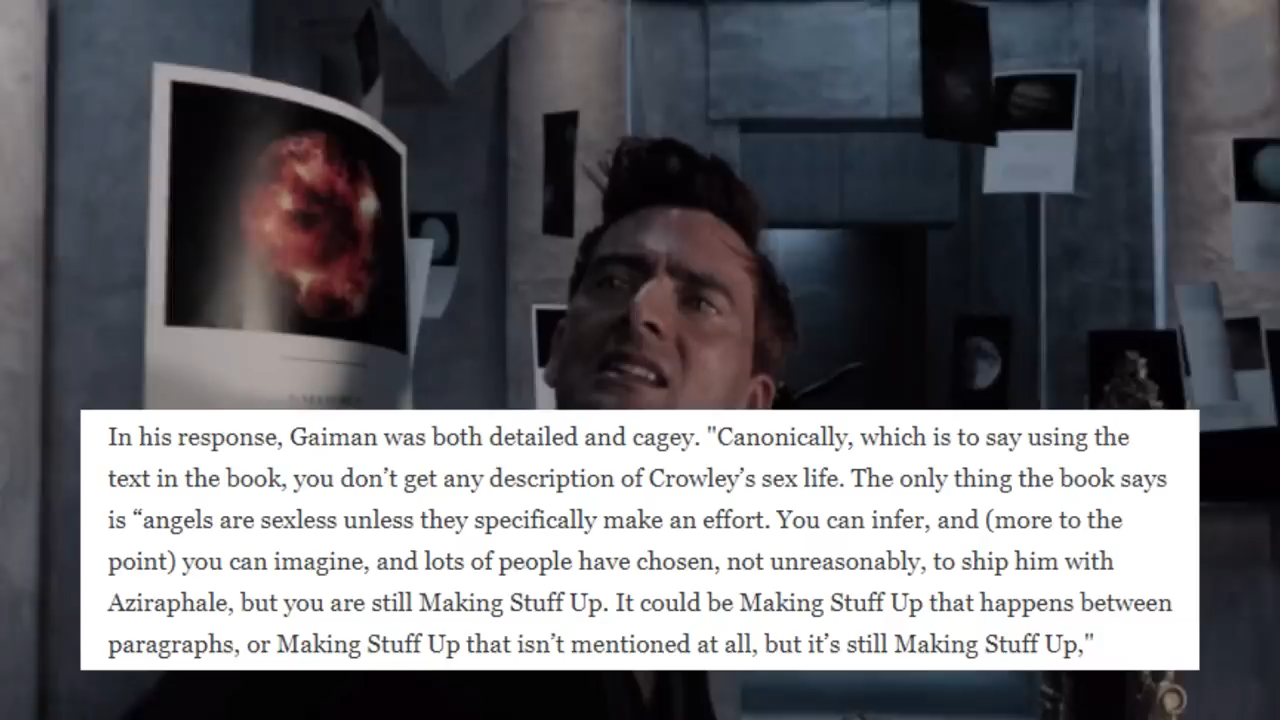 In his response, Gaiman was both detailed and cagey. "Canonically, which is to say using the
text in the book, you don’t get any description of Crowley’s sex life. The only thing the book says
is “angels are sexless unless they specifically make an effort. You can infer, and (more to the
point) you can imagine, and lots of people have chosen, not unreasonably, to ship him with
Aziraphale, but you are still Making Stuff Up. It could be Making Stuff Up that happens between
paragraphs, or Making Stuff Up that isn’t mentioned at all, but it’s still Making Stuff Up,"